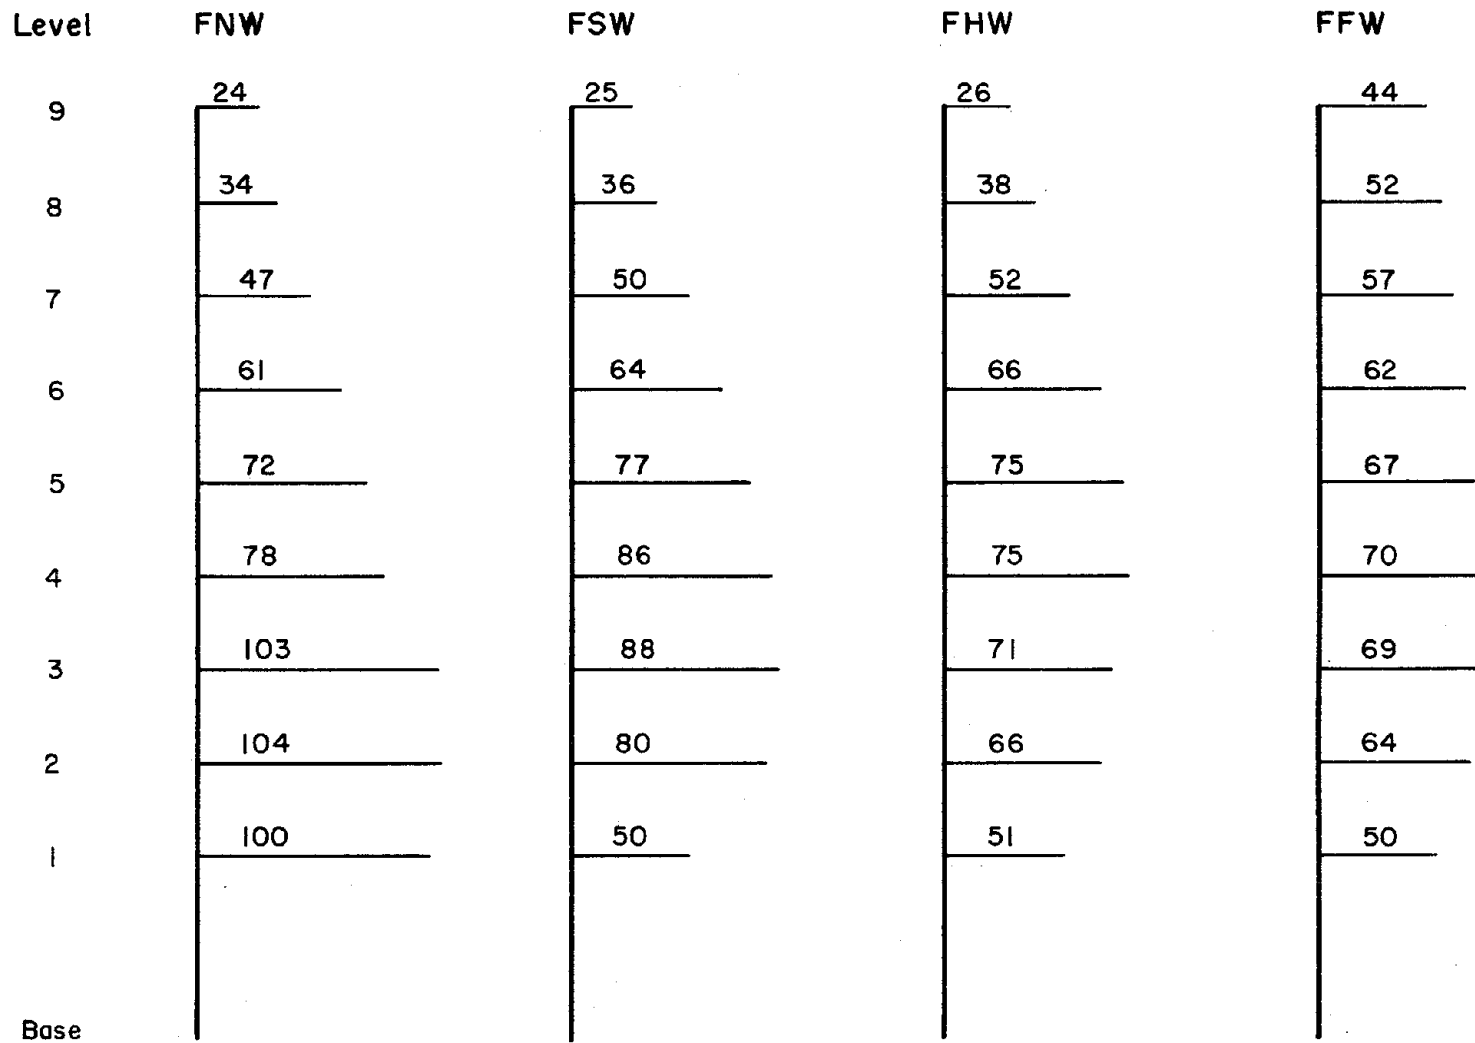 Level FNW FSW FHW FFW
9 24 25 26 44
8 34 36 38 52
7 47 50 52 57
6 61 64 66 62
5 72 77 75 67
4 78 86 75 70
3 103 88 71 69
2 104 80 66 64
1 100 50 51 50
Base